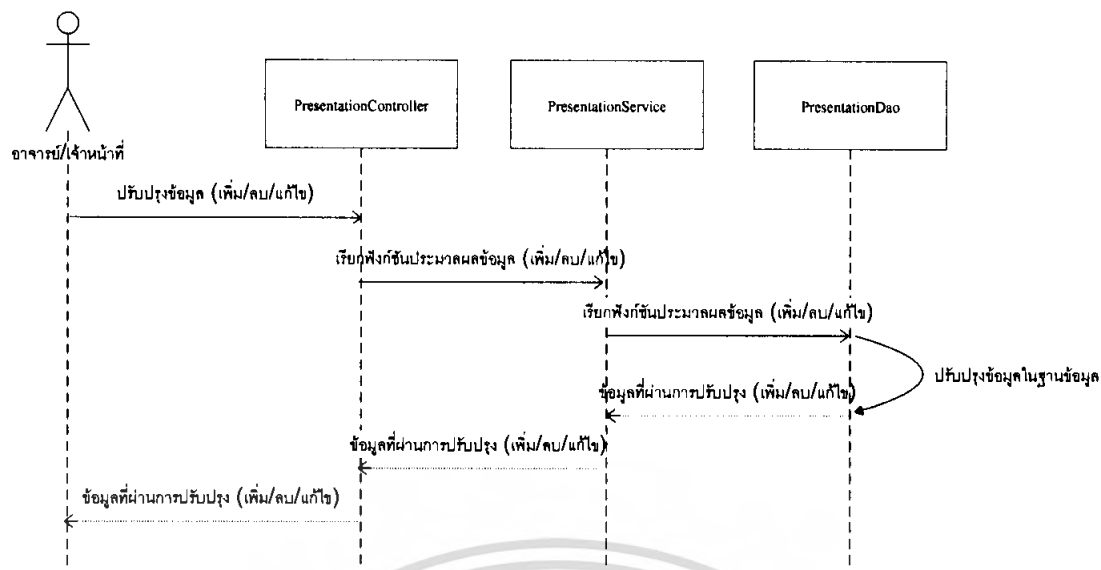 PresentationController
PresentationService
PresentationDao
อาจารย์/เจ้าหน้าที่
ปรับปรุงข้อมูล (เพิ่ม/ลบ/แก้ไข)
เรียกฟังก์ชันประมวลผลข้อมูล (เพิ่ม/ลบ/แก้ไข)
เรียกฟังก์ชันประมวลผลข้อมูล (เพิ่ม/ลบ/แก้ไข)
ปรับปรุงข้อมูลในฐานข้อมูล
ข้อมูลที่ผ่านการปรับปรุง (เพิ่ม/ลบ/แก้ไข)
ข้อมูลที่ผ่านการปรับปรุง (เพิ่ม/ลบ/แก้ไข)
ข้อมูลที่ผ่านการปรับปรุง (เพิ่ม/ลบ/แก้ไข)